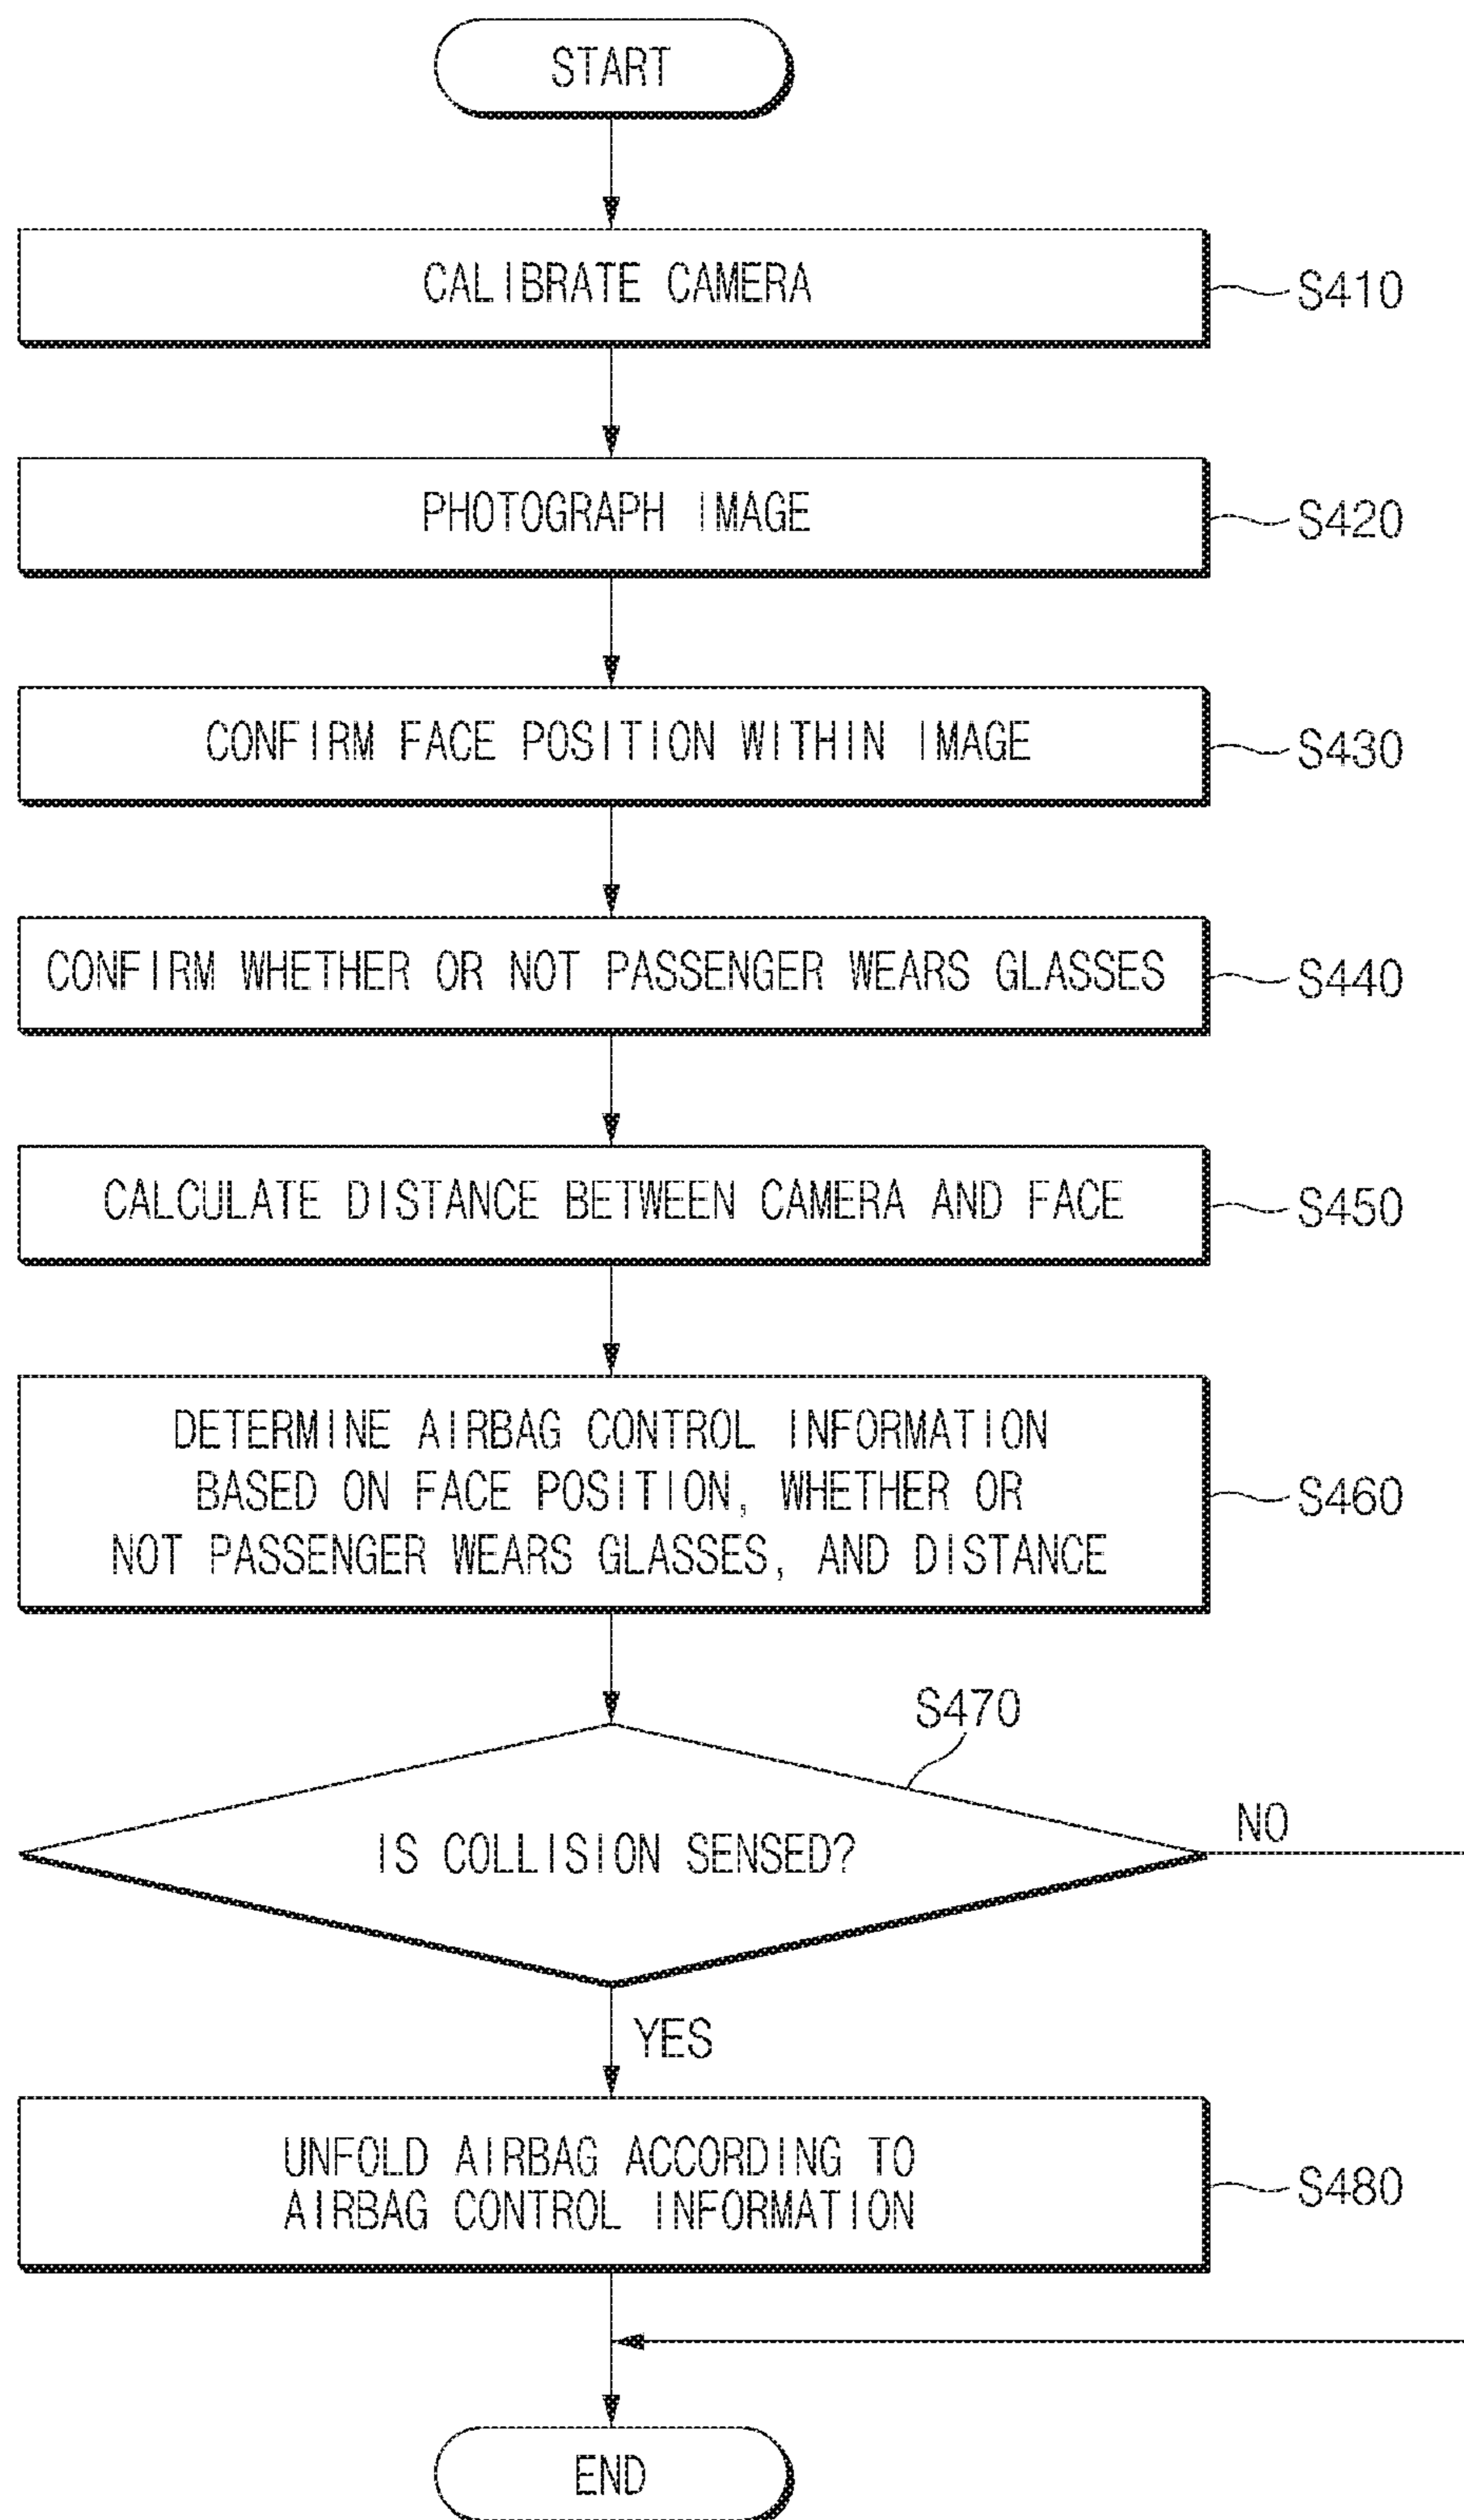 START
CALIBRATE CAMERA
S410
PHOTOGRAPH IMAGE
S420
CONFIRM FACE POSITION WITHIN IMAGE
S430
CONFIRM WHETHER OR NOT PASSENGER WEARS GLASSES
S440
CALCULATE DISTANCE BETWEEN CAMERA AND FACE
S450
DETERMINE AIRBAG CONTROL INFORMATION
BASED ON FACE POSITION, WHETHER OR
NOT PASSENGER WEARS GLASSES, AND DISTANCE
S460
S470
IS COLLISION SENSED?
NO
YES
UNFOLD AIRBAG ACCORDING TO
AIRBAG CONTROL INFORMATION
S480
END